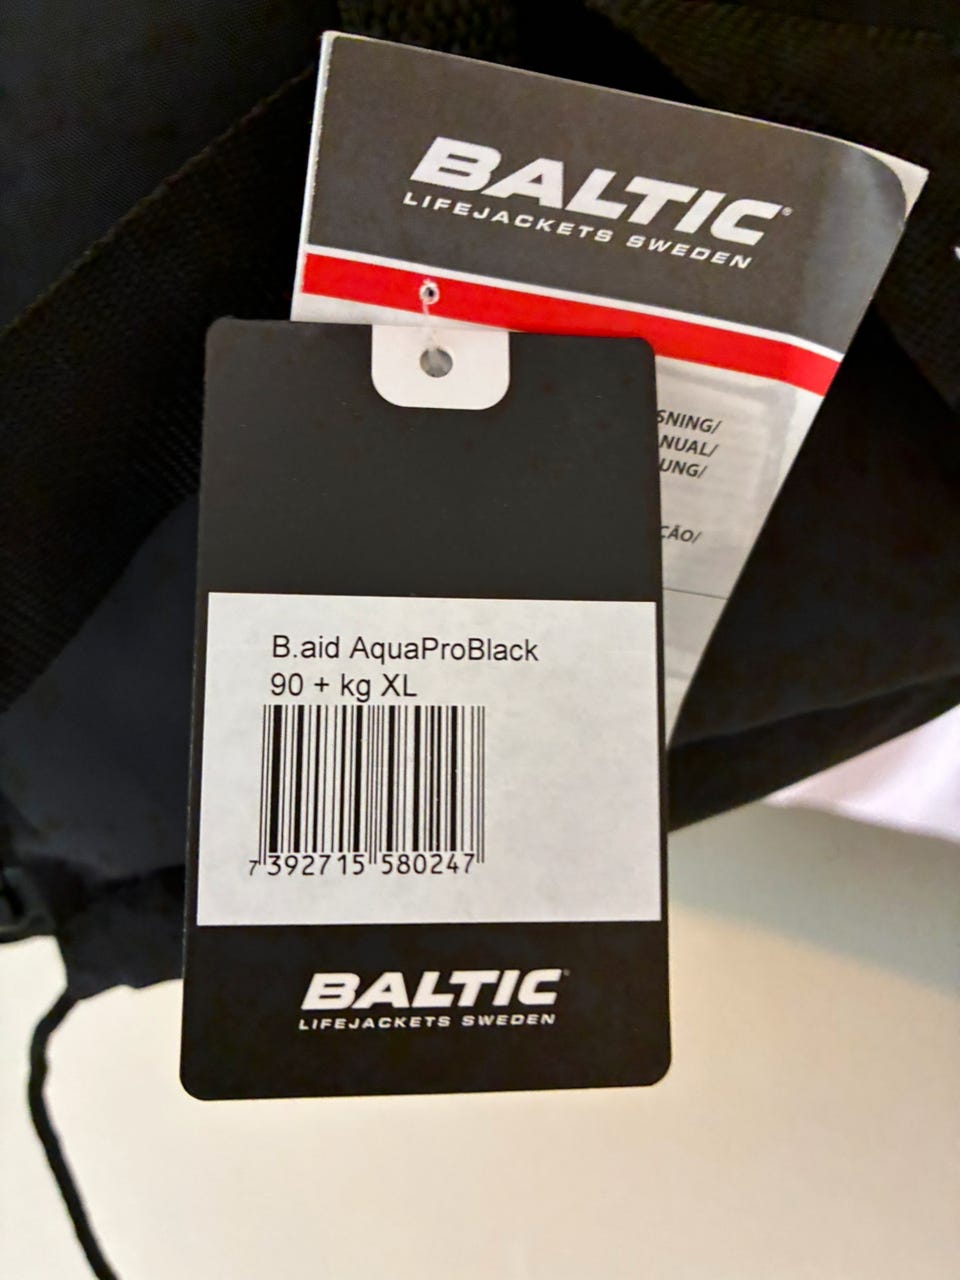 BALTIC®
LIFEJACKETS SWEDEN
SNING/
NUAL/
UNG/
ÇÃO/
B.aid AquaProBlack
90 + kg XL
7 392715 580247
BALTIC®
LIFEJACKETS SWEDEN